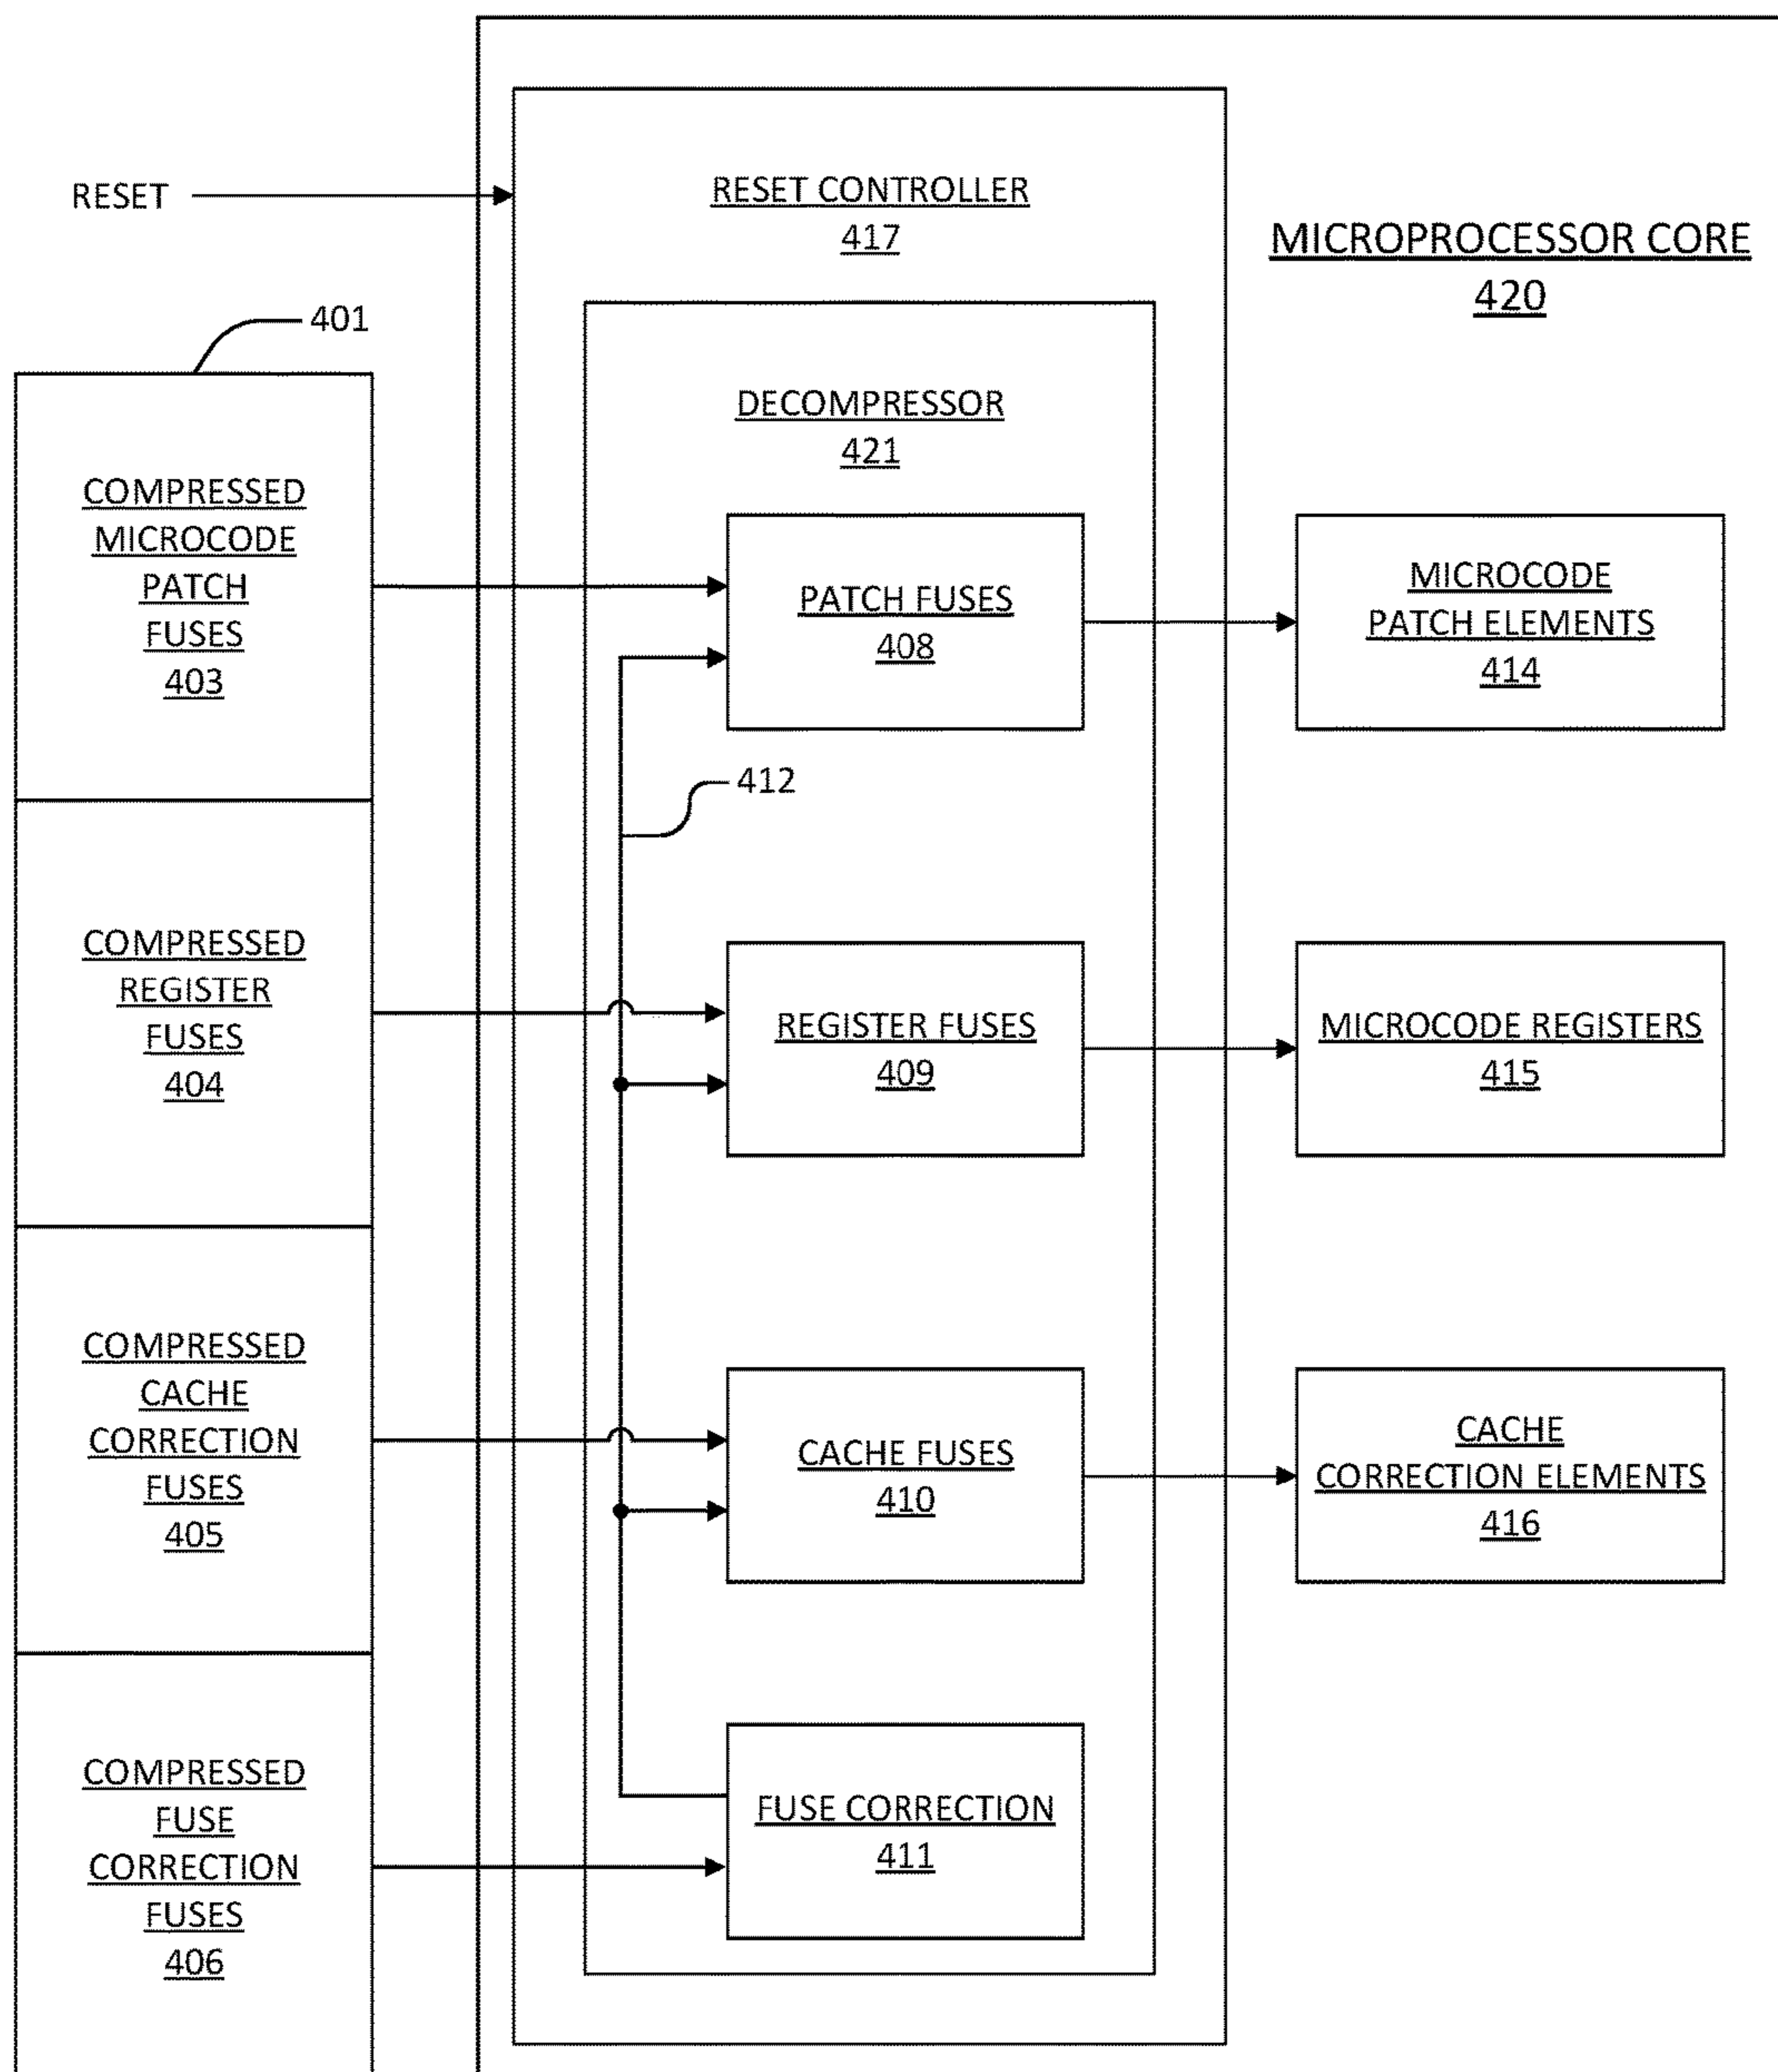 RESET
RESET CONTROLLER
417
MICROPROCESSOR CORE
420
401
DECOMPRESSOR
421
COMPRESSED
MICROCODE
PATCH
FUSES
403
PATCH FUSES
408
MICROCODE
PATCH ELEMENTS
414
412
COMPRESSED
REGISTER
FUSES
404
REGISTER FUSES
409
MICROCODE REGISTERS
415
COMPRESSED
CACHE
CORRECTION
FUSES
405
CACHE FUSES
410
CACHE
CORRECTION ELEMENTS
416
COMPRESSED
FUSE
CORRECTION
FUSES
406
FUSE CORRECTION
411